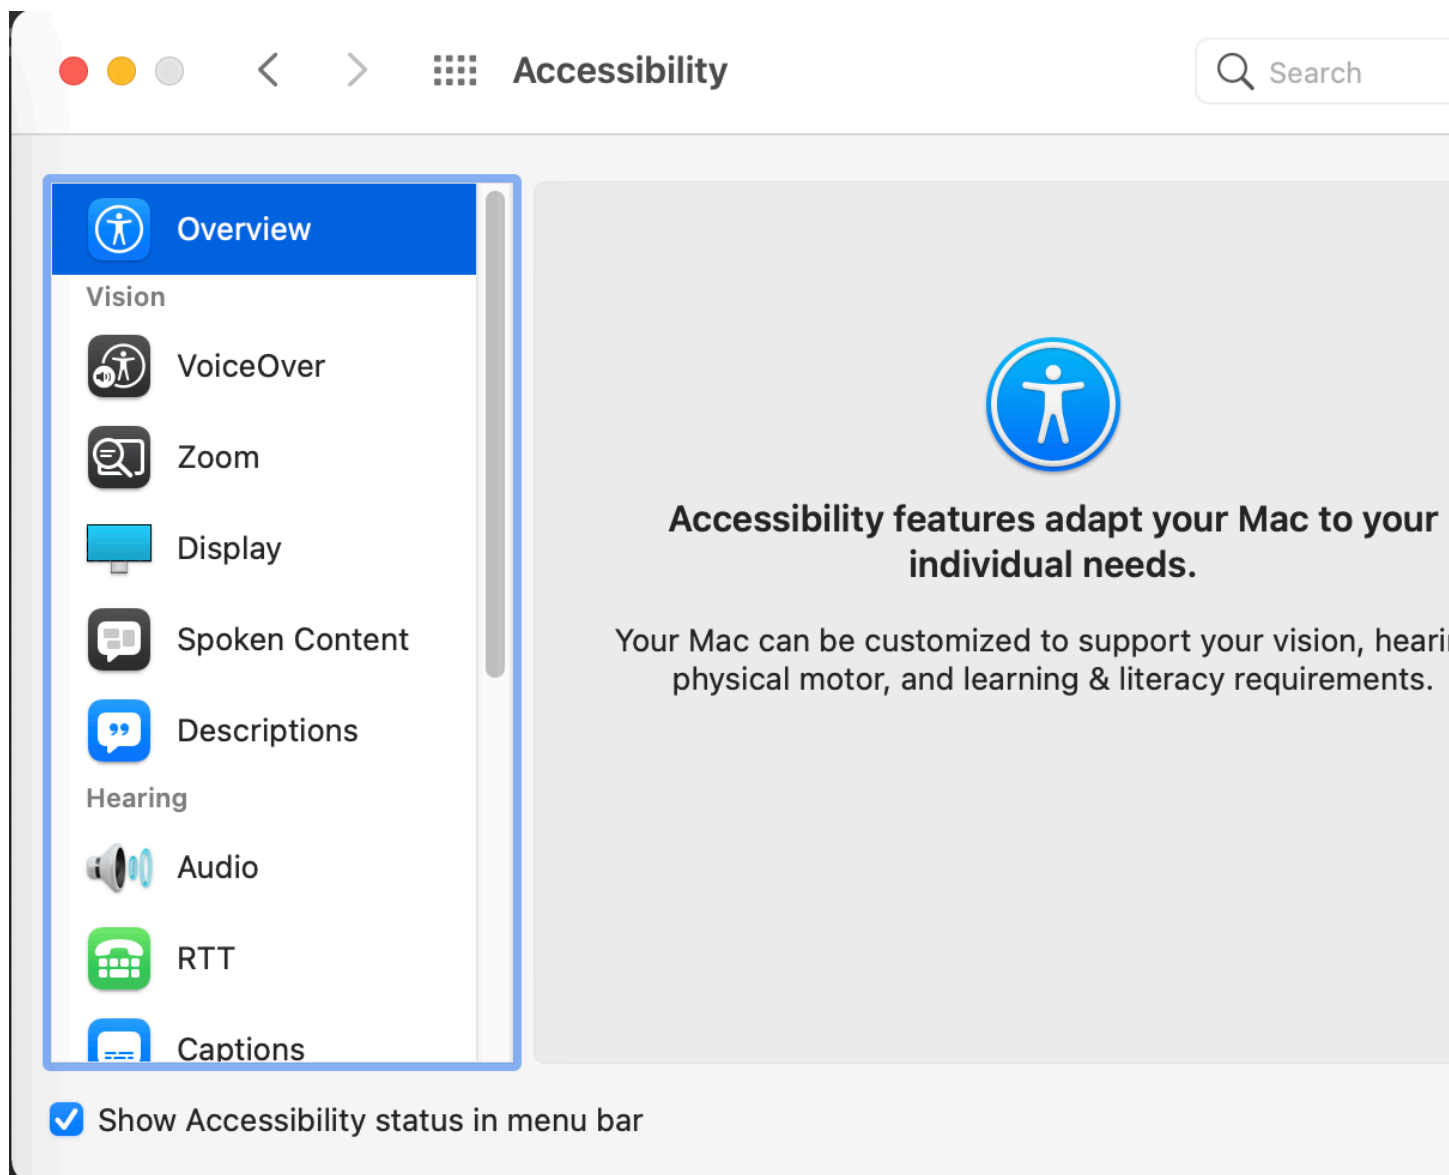 Accessibility
Search
Overview
Vision
VoiceOver
Zoom
Display
Spoken Content
Descriptions
Hearing
Audio
RTT
Captions
Accessibility features adapt your Mac to your
individual needs.
Your Mac can be customized to support your vision,
physical motor, and learning & literacy requirements.
Show Accessibility status in menu bar